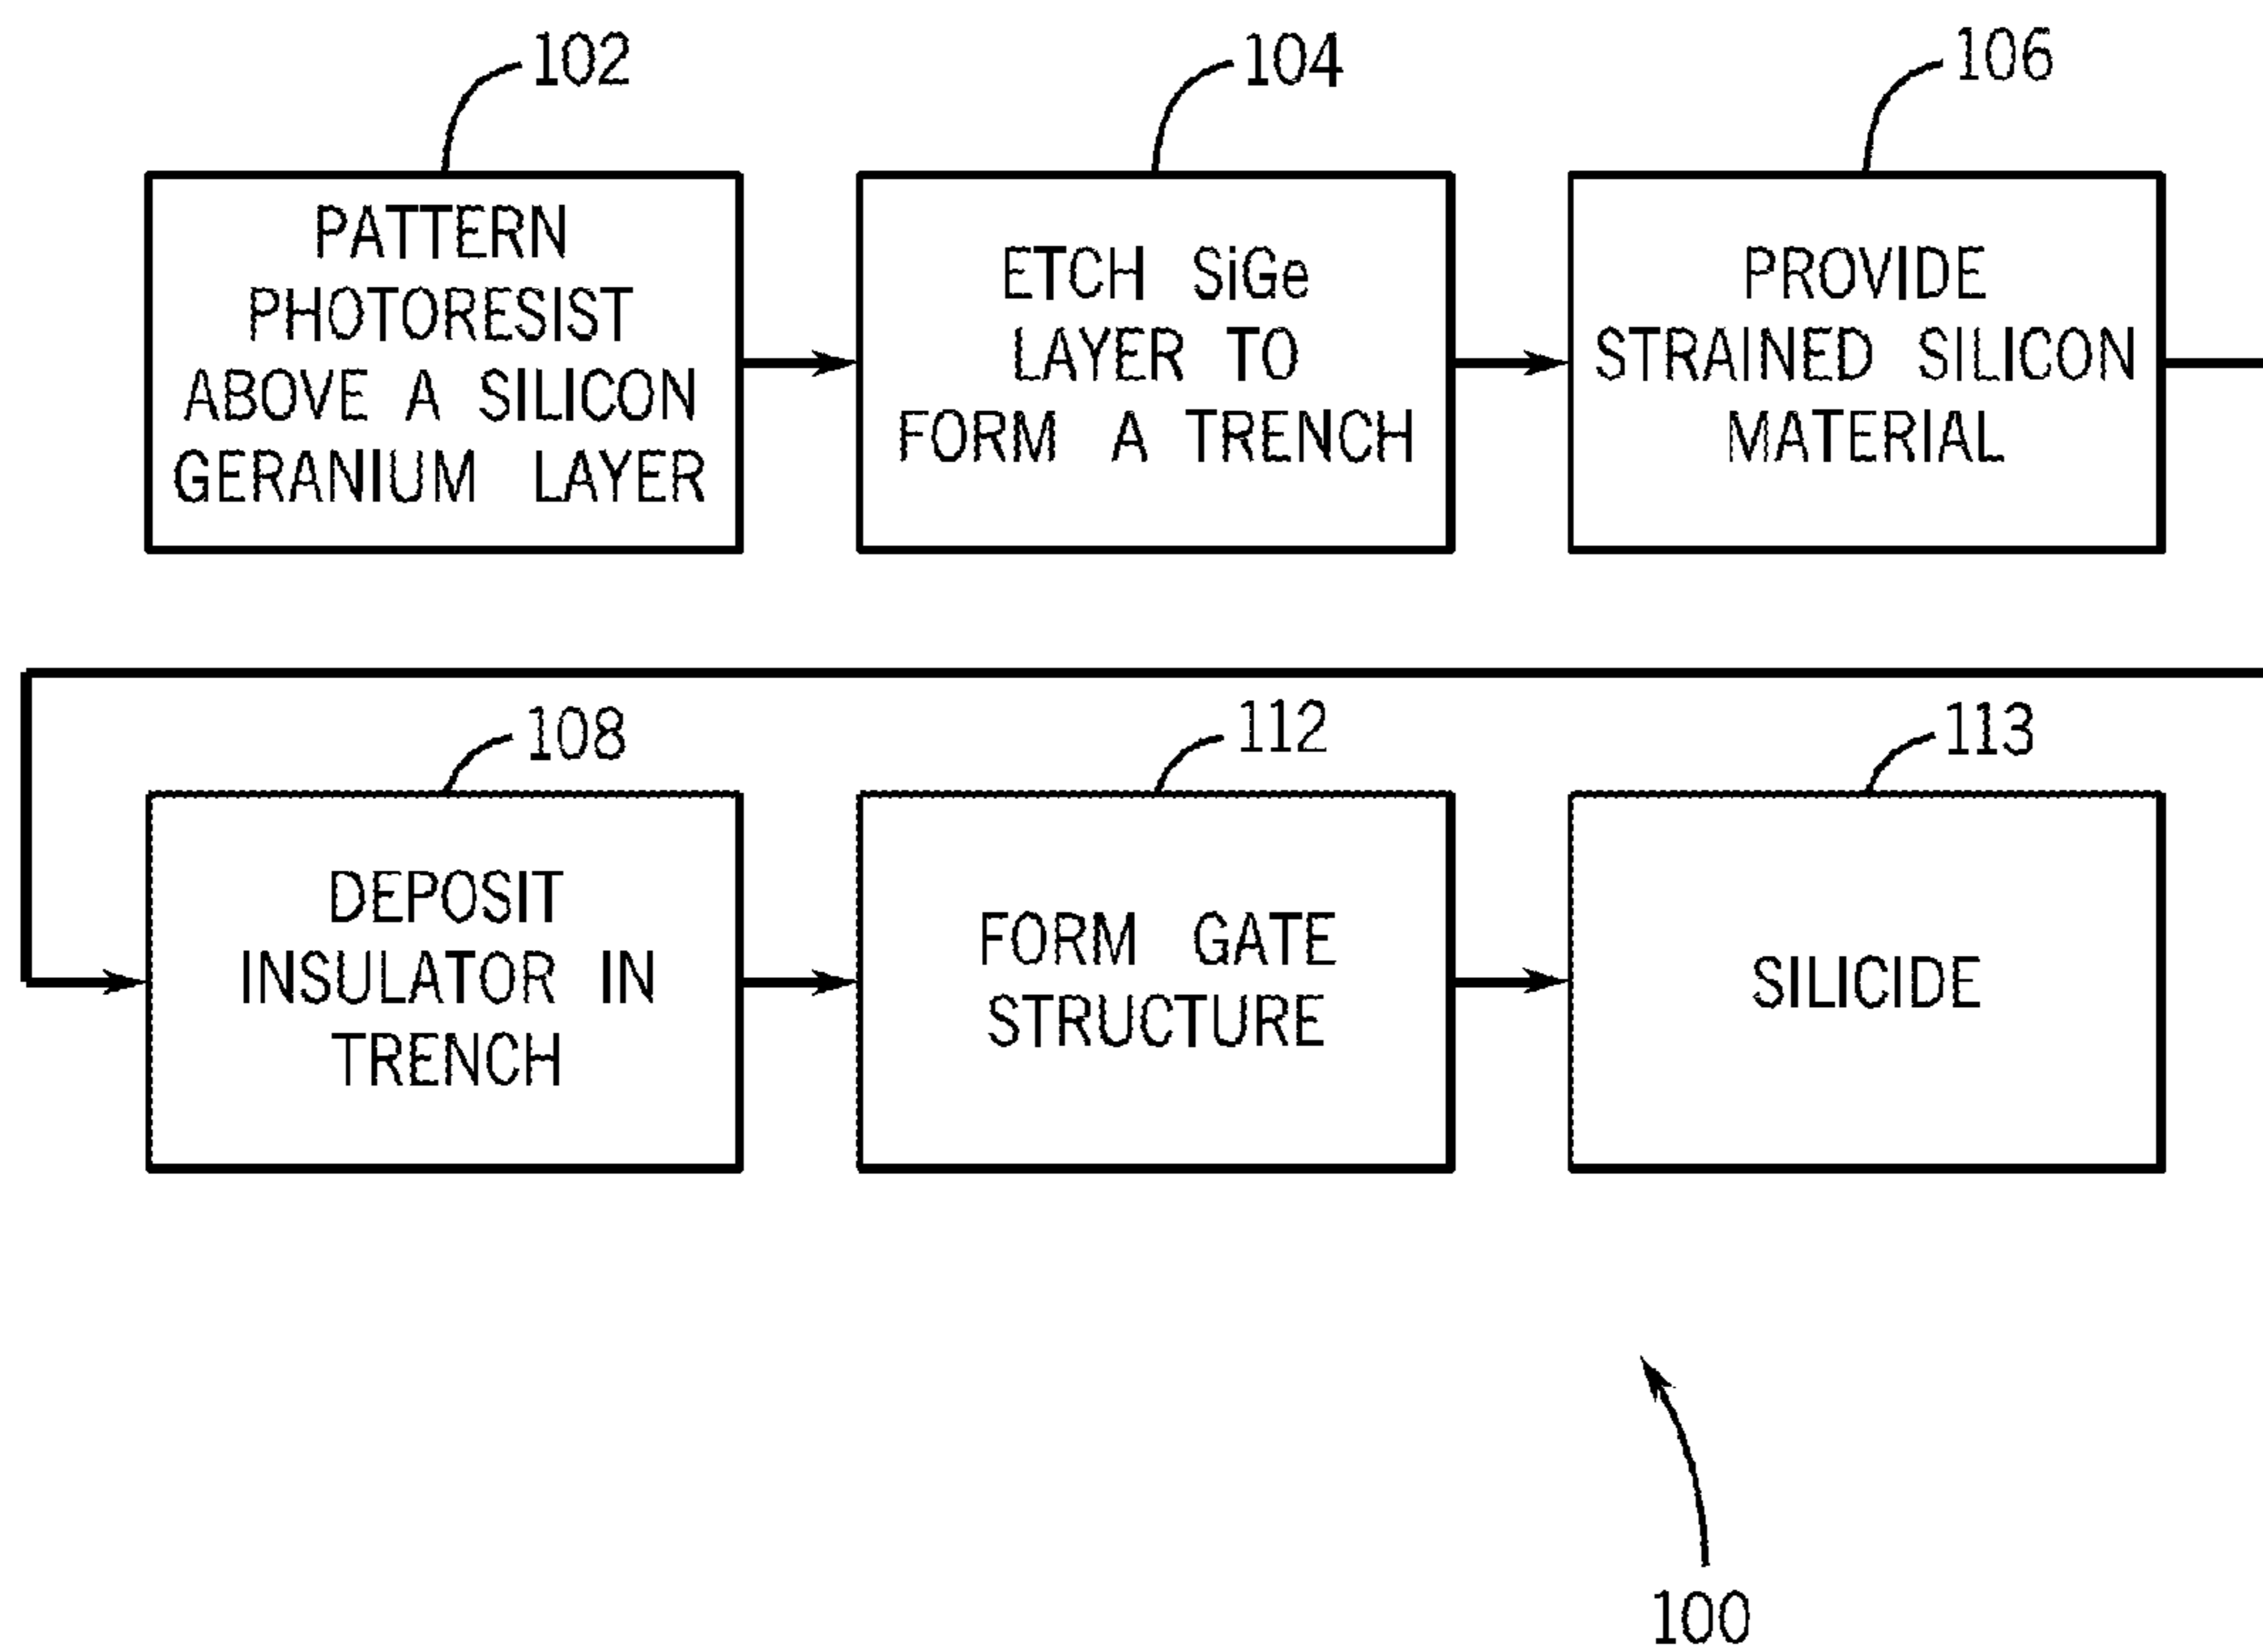 102
PATTERN
PHOTORESIST
ABOVE A SILICON
GERANIUM LAYER
104
ETCH SiGe
LAYER TO
FORM A TRENCH
106
PROVIDE
STRAINED SILICON
MATERIAL
108
DEPOSIT
INSULATOR IN
TRENCH
112
FORM GATE
STRUCTURE
113
SILICIDE
100